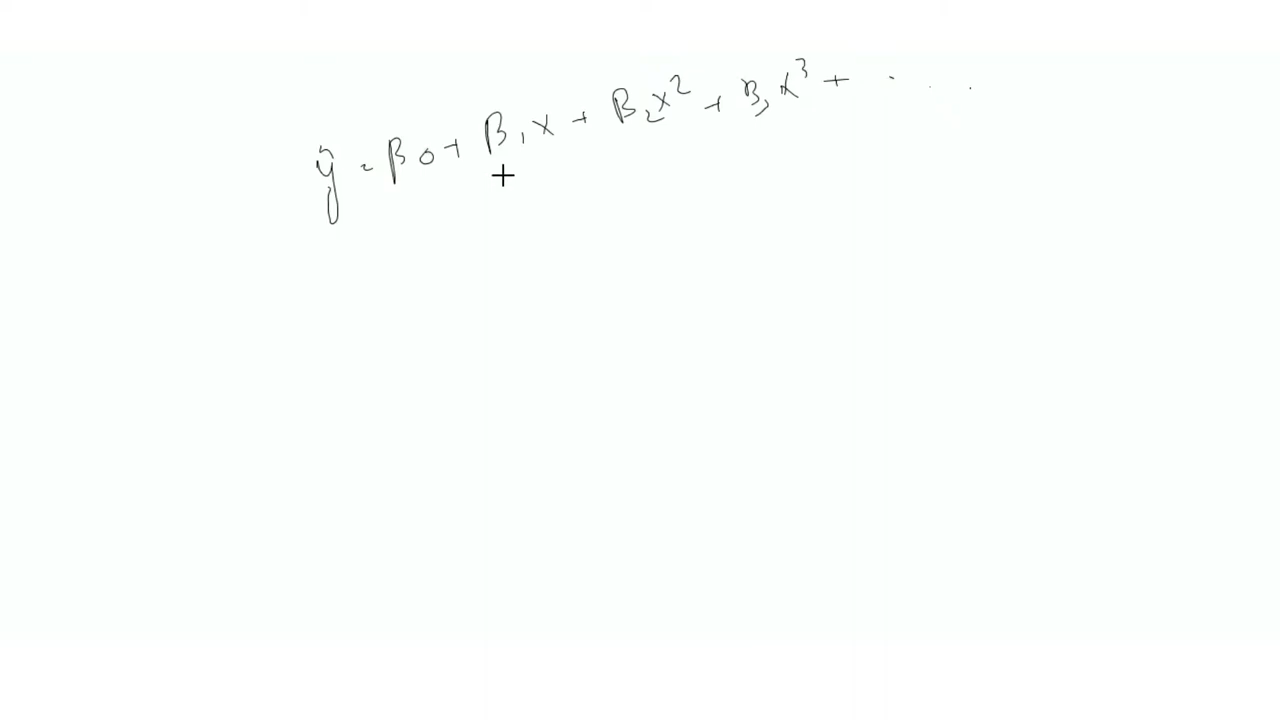 ŷ = β0 + β₁x + β₂x² + β₃x³ + . . .